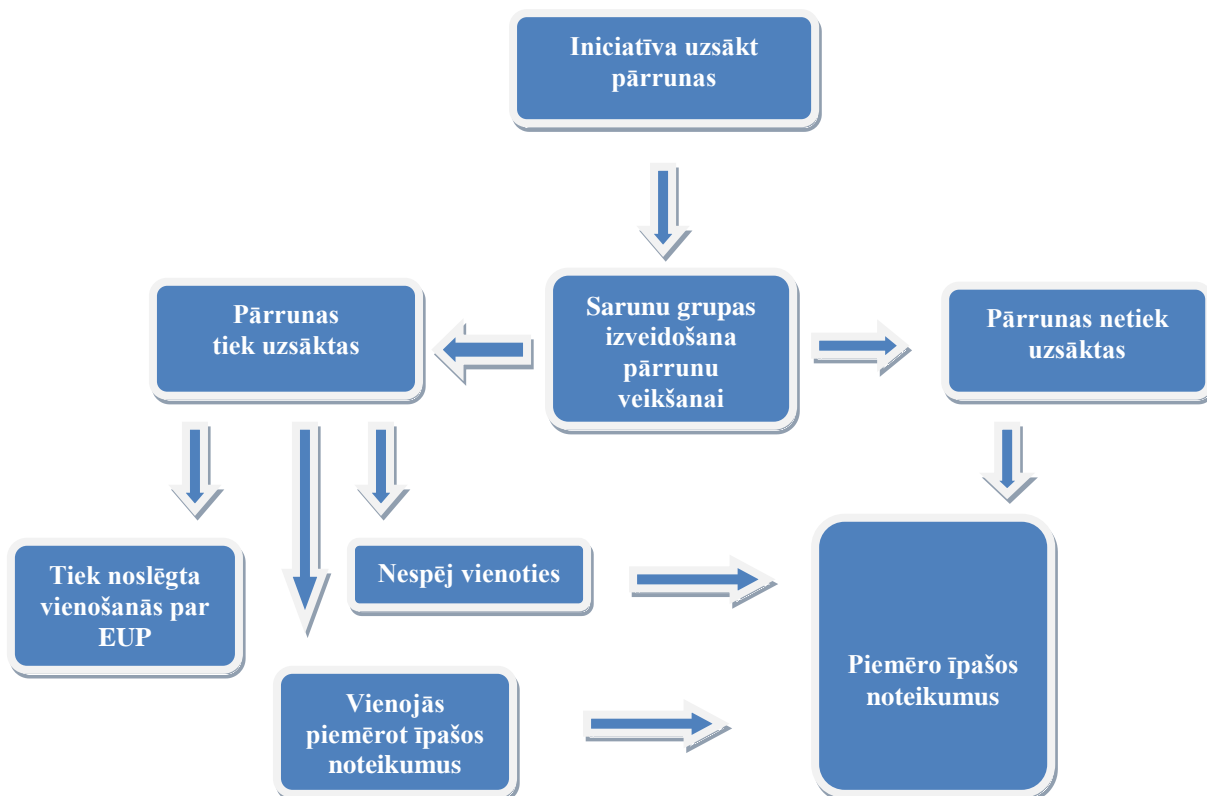 Iniciatīva uzsākt
pārrunas
Pārrunas
tiek uzsāktas
Sarunu grupas
izveidošana
pārrunu
veikšanai
Pārrunas netiek
uzsāktas
Tiek noslēgta
vienošanās par
EUP
Nespēj vienoties
Vienojās
piemērot īpašos
noteikumus
Piemēro īpašos
noteikumus